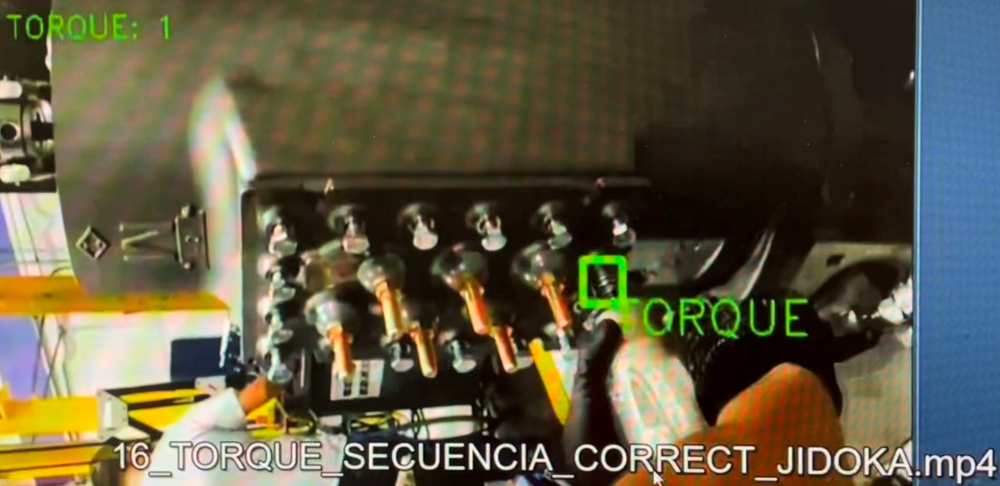 TORQUE: 1
TORQUE
16_TORQUE_SECUENCIA_CORRECT_JIDOKA.mp4